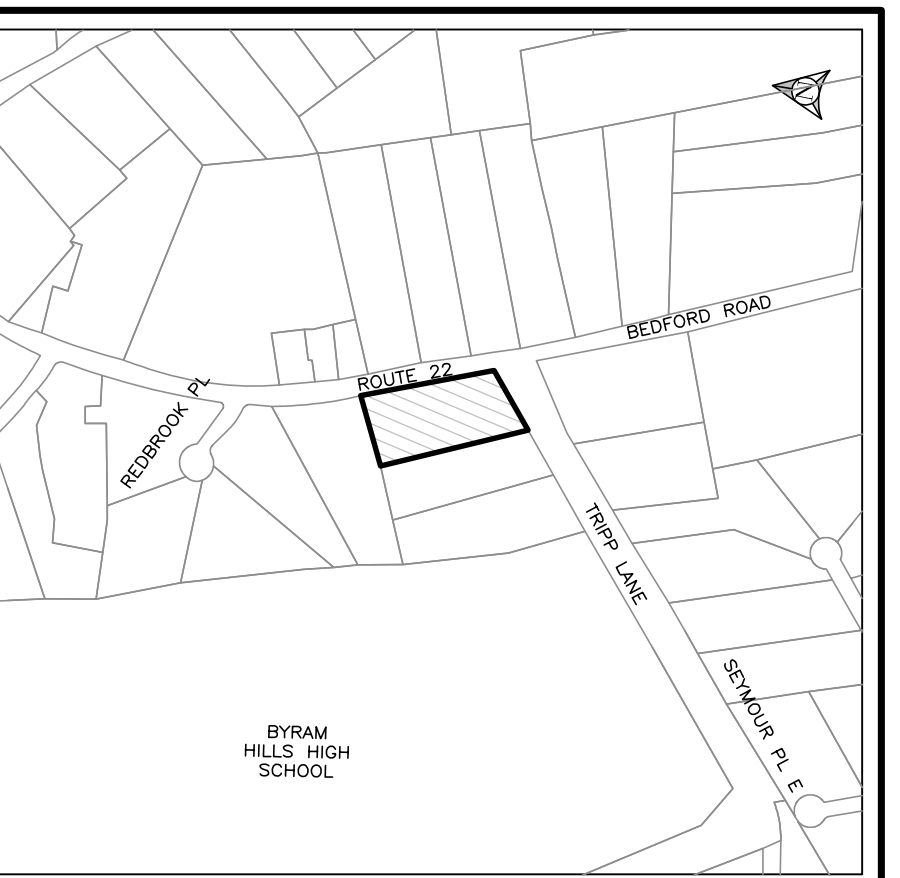 N
BEDFORD ROAD
ROUTE 22
REDBROOK PL
TRIPP LANE
SEYMOUR PL E
BYRAM
HILLS HIGH
SCHOOL